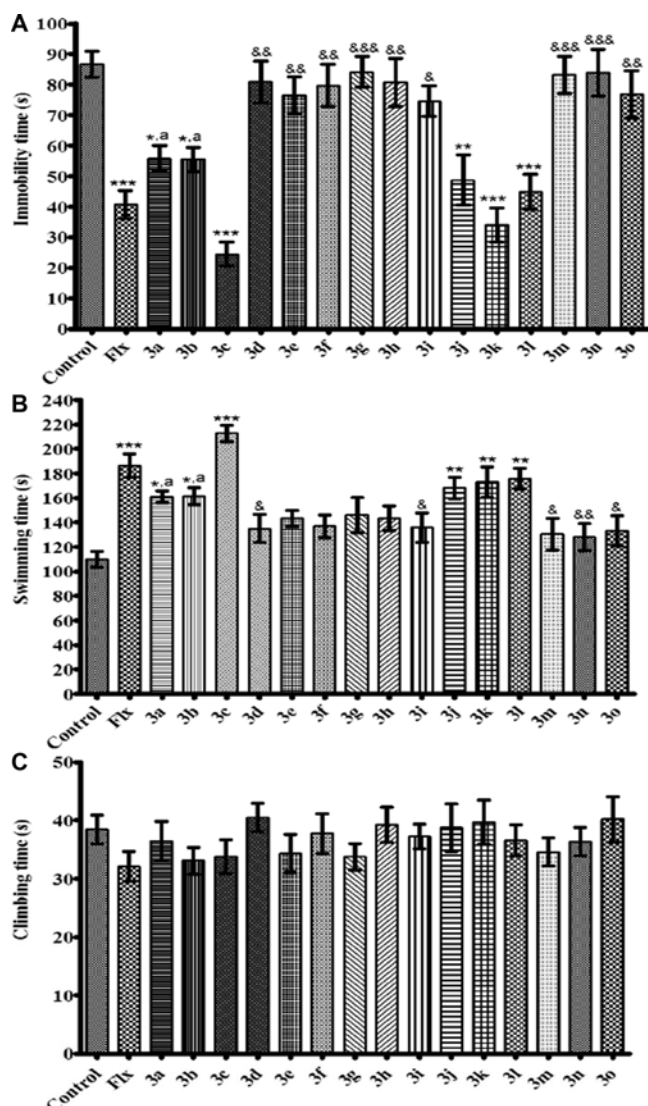 A
Immobility time (s)
100
90
80
70
60
50
40
30
20
10
0
*** *,a *,a *** && && && &&& && & ** *** *** &&& &&& &&
Control Flx 3a 3b 3c 3d 3e 3f 3g 3h 3i 3j 3k 3l 3m 3n 3o
B
Swimming time (s)
240
220
200
180
160
140
120
100
80
60
40
20
0
*** *,a *,a *** & & ** ** ** & && &
Control Flx 3a 3b 3c 3d 3e 3f 3g 3h 3i 3j 3k 3l 3m 3n 3o
C
Climbing time (s)
50
40
30
20
10
0
Control Flx 3a 3b 3c 3d 3e 3f 3g 3h 3i 3j 3k 3l 3m 3n 3o